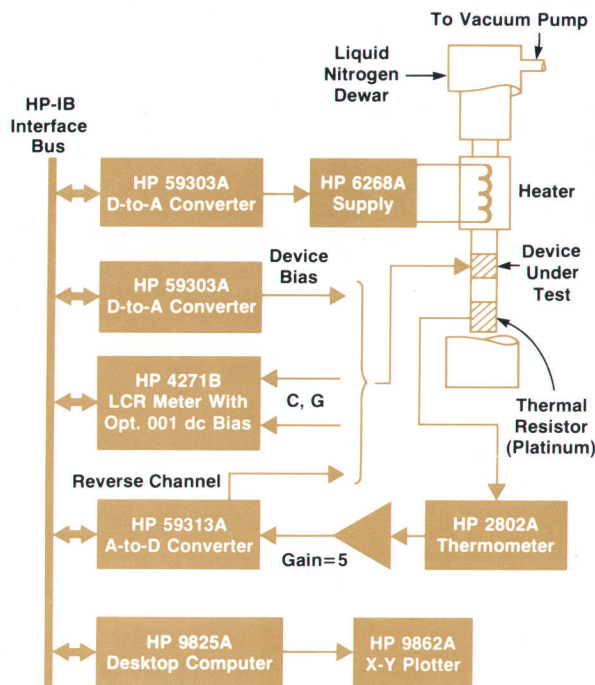 To Vacuum Pump
Liquid
Nitrogen
Dewar
HP-IB
Interface
Bus
HP 59303A
D-to-A Converter
HP 6268A
Supply
Heater
Device
Bias
HP 59303A
D-to-A Converter
Device
Under
Test
HP 4271B
LCR Meter With
Opt. 001 dc Bias
C, G
Thermal
Resistor
(Platinum)
Reverse Channel
HP 59313A
A-to-D Converter
Gain=5
HP 2802A
Thermometer
HP 9825A
Desktop Computer
HP 9862A
X-Y Plotter